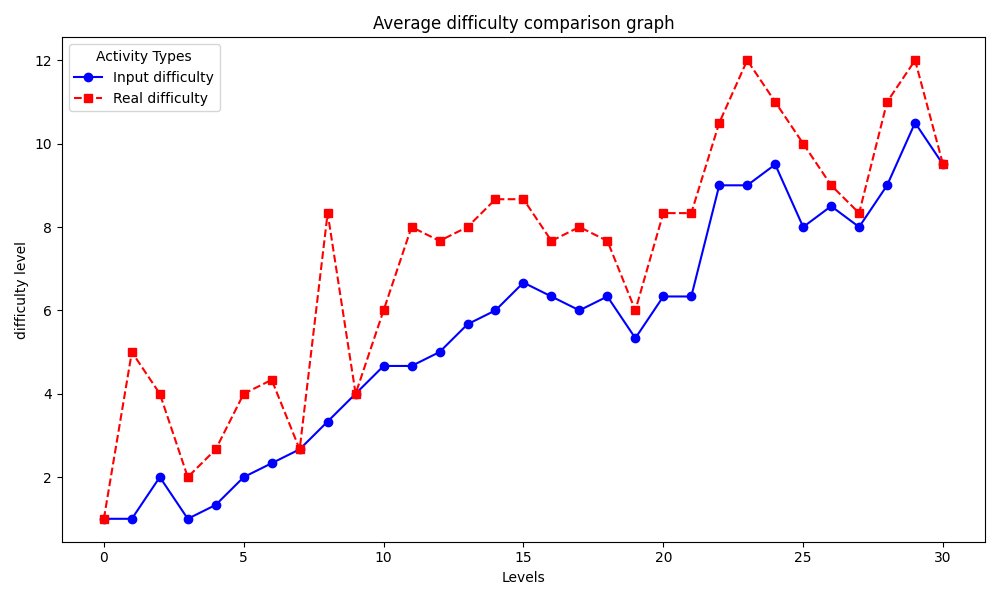 Average difficulty comparison graph
Activity Types
Input difficulty
Real difficulty
difficulty level
12
10
8
6
4
2
0 5 10 15 20 25 30
Levels